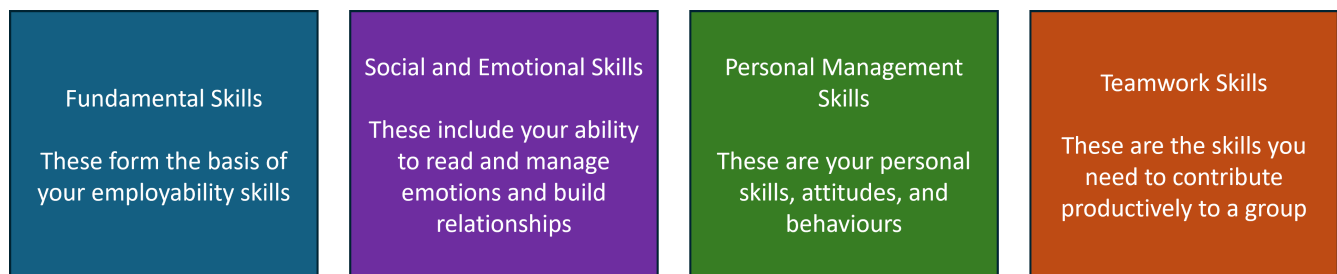 Fundamental Skills
These form the basis of
your employability skills
Social and Emotional Skills
These include your ability
to read and manage
emotions and build
relationships
Personal Management
Skills
These are your personal
skills, attitudes, and
behaviours
Teamwork Skills
These are the skills you
need to contribute
productively to a group